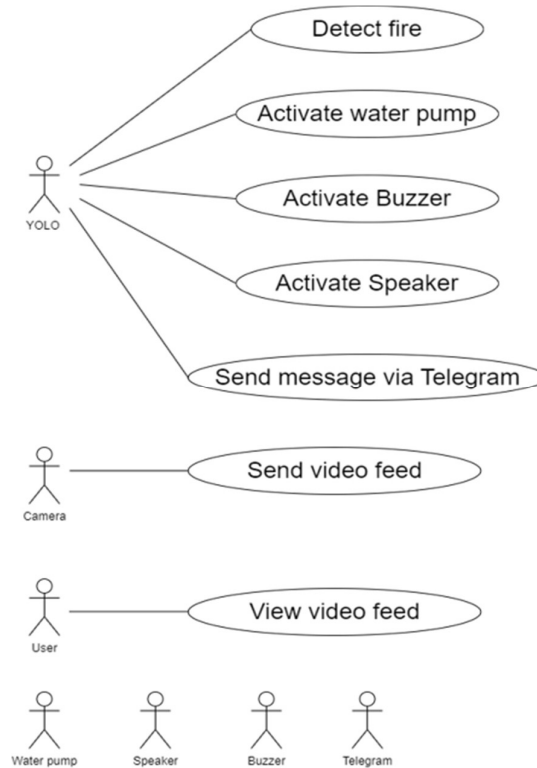 Detect fire
Activate water pump
Activate Buzzer
YOLO
Activate Speaker
Send message via Telegram
Send video feed
Camera
View video feed
User
Water pump
Speaker
Buzzer
Telegram